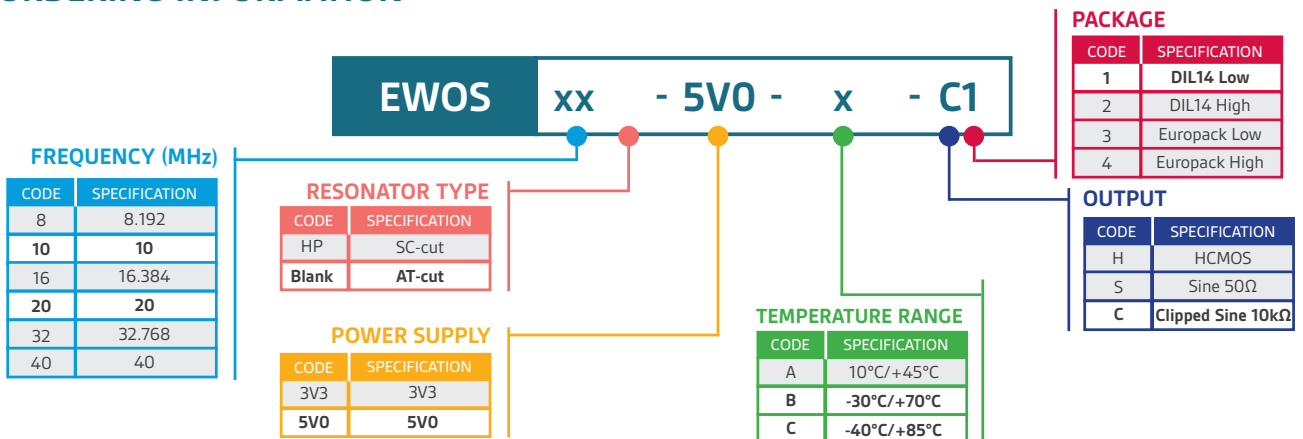 PACKAGE
CODE SPECIFICATION
1 DIL14 Low
2 DIL14 High
3 Europack Low
4 Europack High
EWOS xx - 5V0 - x - C1
FREQUENCY (MHz)
CODE SPECIFICATION
8 8.192
10 10
16 16.384
20 20
32 32.768
40 40
RESONATOR TYPE
CODE SPECIFICATION
HP SC-cut
Blank AT-cut
OUTPUT
CODE SPECIFICATION
H HCMOS
S Sine 50Ω
C Clipped Sine 10kΩ
POWER SUPPLY
CODE SPECIFICATION
3V3 3V3
5V0 5V0
TEMPERATURE RANGE
CODE SPECIFICATION
A 10°C/+45°C
B -30°C/+70°C
C -40°C/+85°C